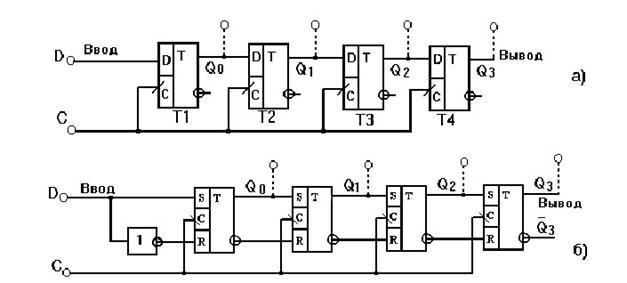 D Ввод D T Q0 D T Q1 D T Q2 D T Q3 Вывод
C C C C а)
C T1 T2 T3 T4
D Ввод S T Q0 S T Q1 S T Q2 S T Q3
C C C C Вывод
1 R R R R Q̅3
C б)